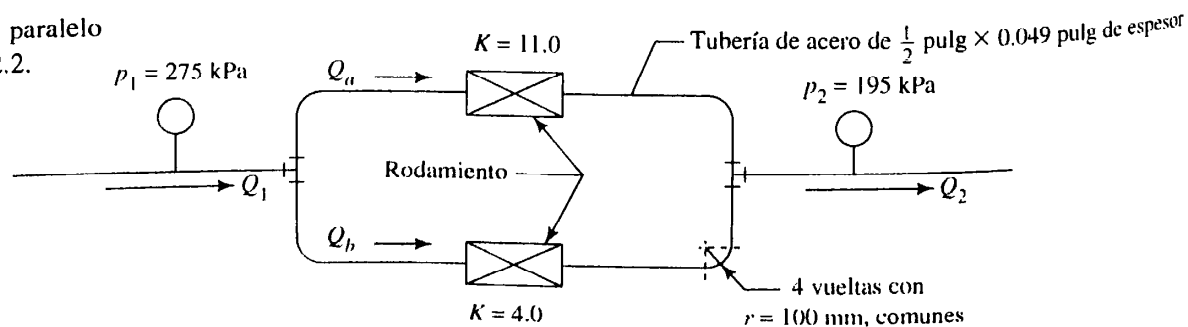 paralelo
.2.
p₁ = 275 kPa
Qₐ
K = 11.0
Tubería de acero de ½ pulg × 0.049 pulg de espesor
p₂ = 195 kPa
Rodamiento
Q₁
Q₂
Q_b
K = 4.0
4 vueltas con
r = 100 mm, comunes